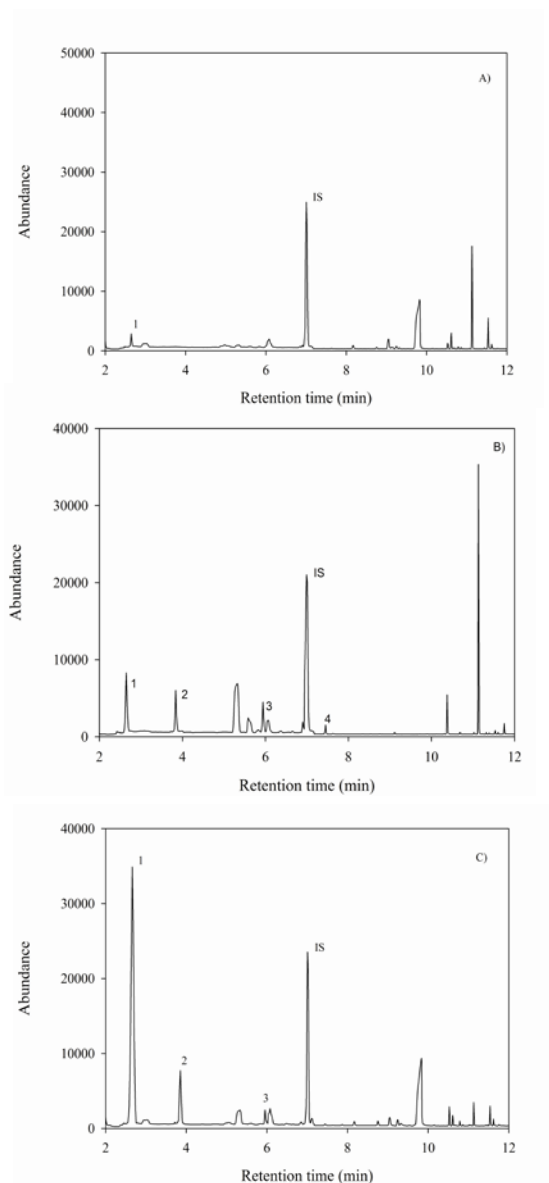 50000
A)
40000
30000
IS
20000
10000
1
0
2 4 6 8 10 12
Abundance
Retention time (min)
40000
B)
30000
IS
20000
10000
1
2
3
4
0
2 4 6 8 10 12
Abundance
Retention time (min)
40000
1
C)
30000
IS
20000
10000
2
3
0
2 4 6 8 10 12
Abundance
Retention time (min)